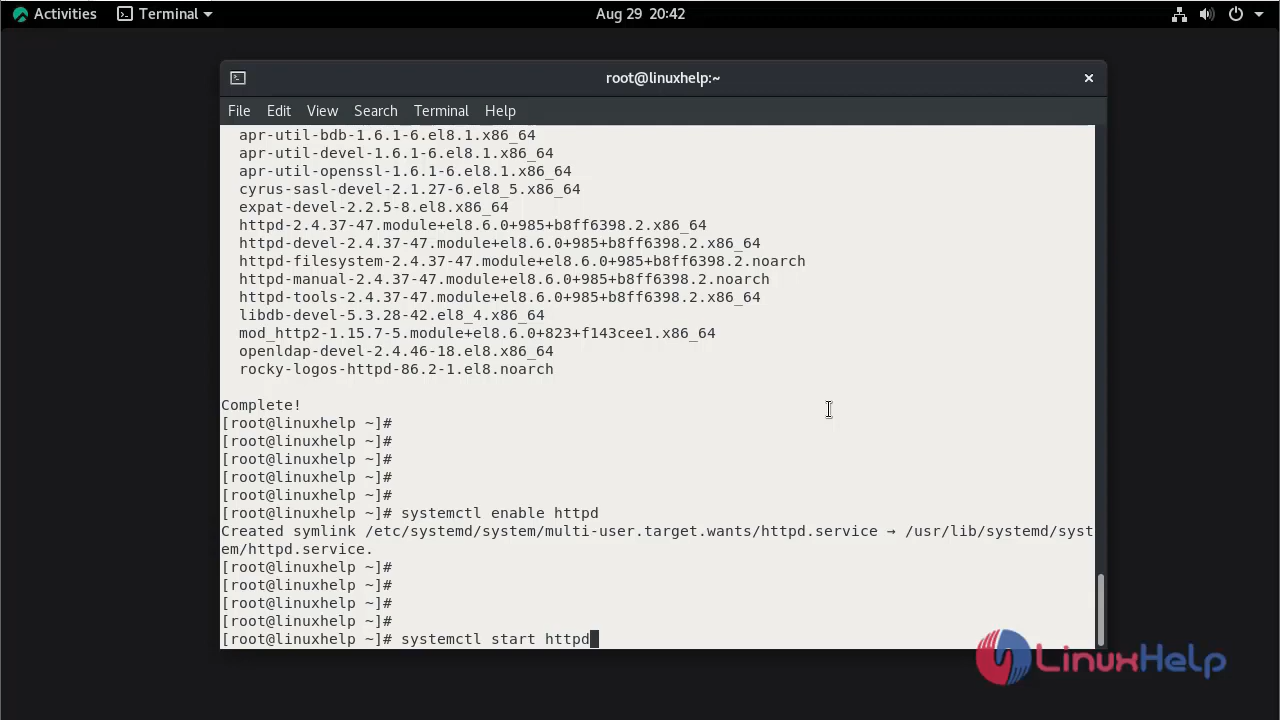 Activities Terminal Aug 29 20:42
root@linuxhelp:~
File Edit View Search Terminal Help
apr-util-bdb-1.6.1-6.el8.1.x86_64
apr-util-devel-1.6.1-6.el8.1.x86_64
apr-util-openssl-1.6.1-6.el8.1.x86_64
cyrus-sasl-devel-2.1.27-6.el8_5.x86_64
expat-devel-2.2.5-8.el8.x86_64
httpd-2.4.37-47.module+el8.6.0+985+b8ff6398.2.x86_64
httpd-devel-2.4.37-47.module+el8.6.0+985+b8ff6398.2.x86_64
httpd-filesystem-2.4.37-47.module+el8.6.0+985+b8ff6398.2.noarch
httpd-manual-2.4.37-47.module+el8.6.0+985+b8ff6398.2.noarch
httpd-tools-2.4.37-47.module+el8.6.0+985+b8ff6398.2.x86_64
libdb-devel-5.3.28-42.el8_4.x86_64
mod_http2-1.15.7-5.module+el8.6.0+823+f143cee1.x86_64
openldap-devel-2.4.46-18.el8.x86_64
rocky-logos-httpd-86.2-1.el8.noarch
Complete!
[root@linuxhelp ~]#
[root@linuxhelp ~]#
[root@linuxhelp ~]#
[root@linuxhelp ~]#
[root@linuxhelp ~]#
[root@linuxhelp ~]# systemctl enable httpd
Created symlink /etc/systemd/system/multi-user.target.wants/httpd.service → /usr/lib/systemd/syst
em/httpd.service.
[root@linuxhelp ~]#
[root@linuxhelp ~]#
[root@linuxhelp ~]#
[root@linuxhelp ~]#
[root@linuxhelp ~]# systemctl start httpd
LinuxHelp